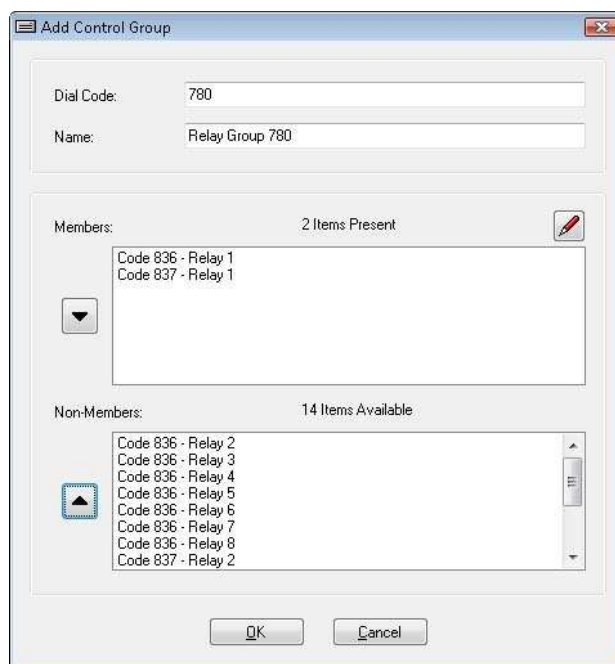 Add Control Group
Dial Code: 780
Name: Relay Group 780
Members: 2 Items Present
Code 836 - Relay 1
Code 837 - Relay 1
Non-Members: 14 Items Available
Code 836 - Relay 2
Code 836 - Relay 3
Code 836 - Relay 4
Code 836 - Relay 5
Code 836 - Relay 6
Code 836 - Relay 7
Code 836 - Relay 8
Code 837 - Relay 2
OK Cancel